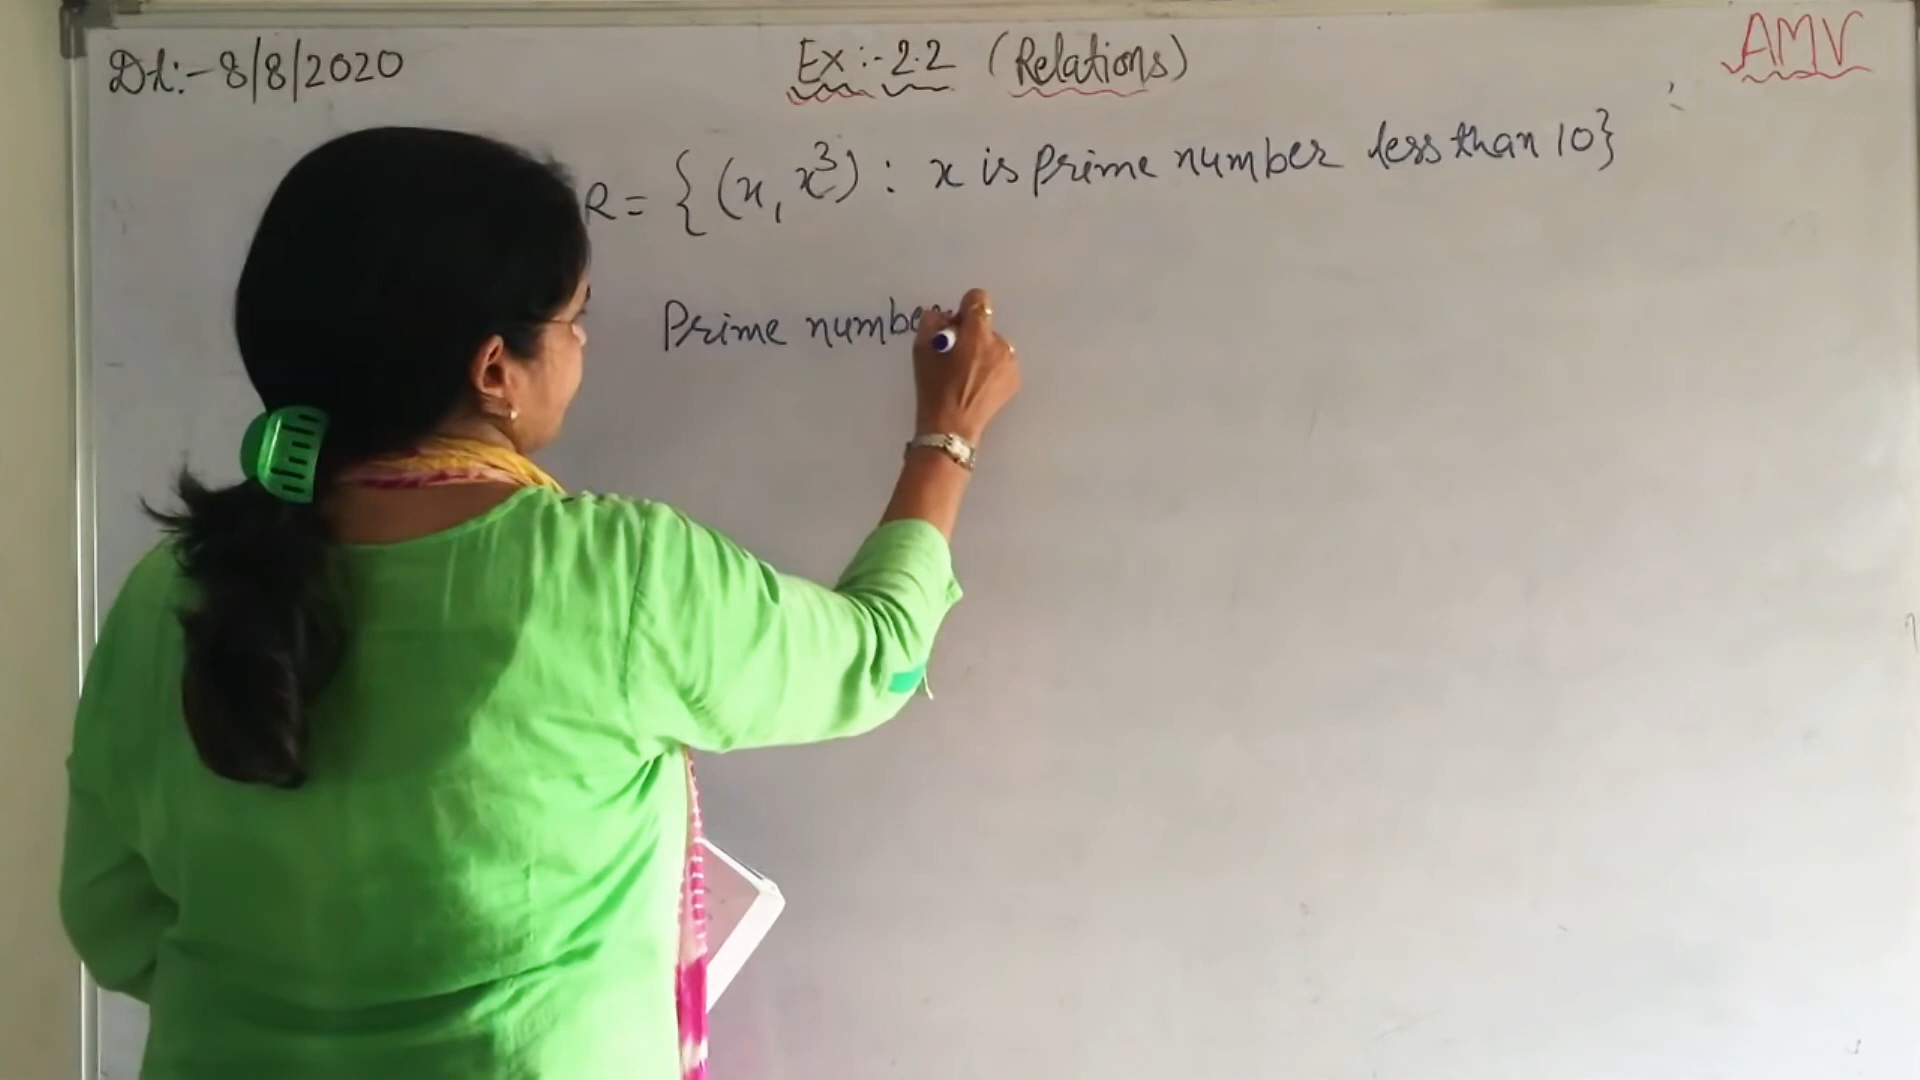 Dt:- 8/8/2020
Ex:- 2.2 (Relations)
AMV
R = { (x, x³) : x is prime number less than 10}
Prime number